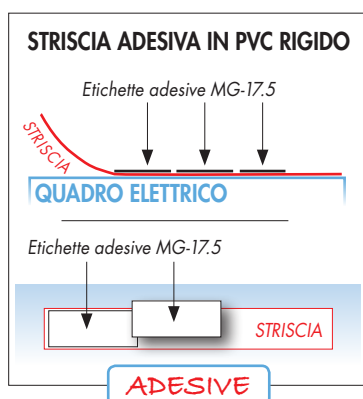 STRISCIA ADESIVA IN PVC RIGIDO
Etichette adesive MG-17.5
STRISCIA
QUADRO ELETTRICO
Etichette adesive MG-17.5
STRISCIA
ADESIVE